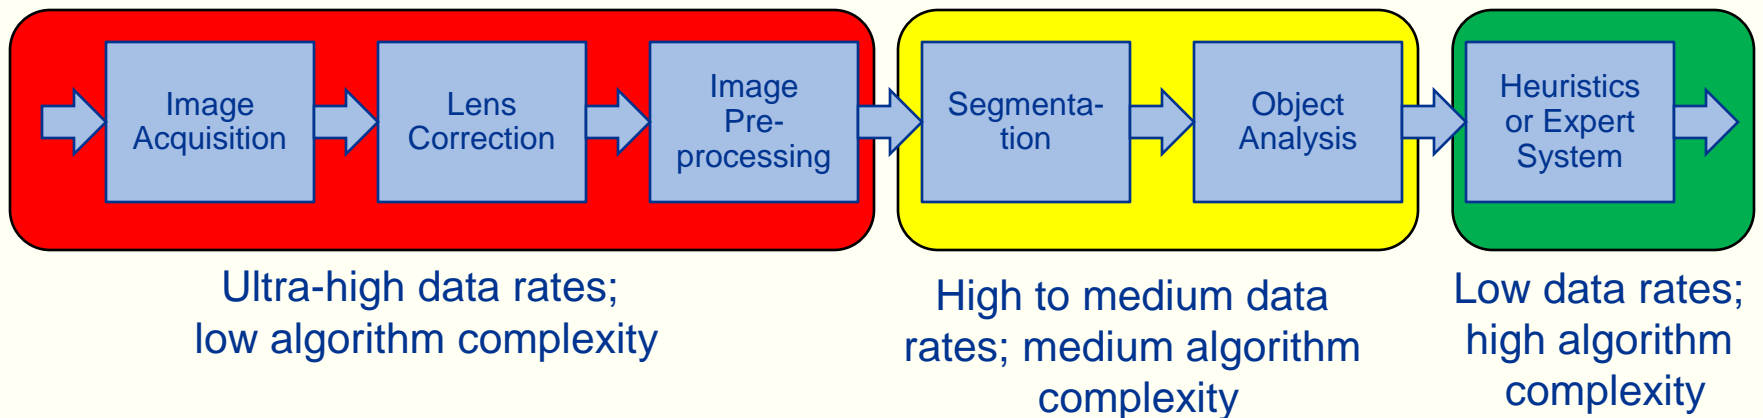 Image
Acquisition
Lens
Correction
Image
Pre-
processing
Segmenta-
tion
Object
Analysis
Heuristics
or Expert
System
Ultra-high data rates;
low algorithm complexity
High to medium data
rates; medium algorithm
complexity
Low data rates;
high algorithm
complexity